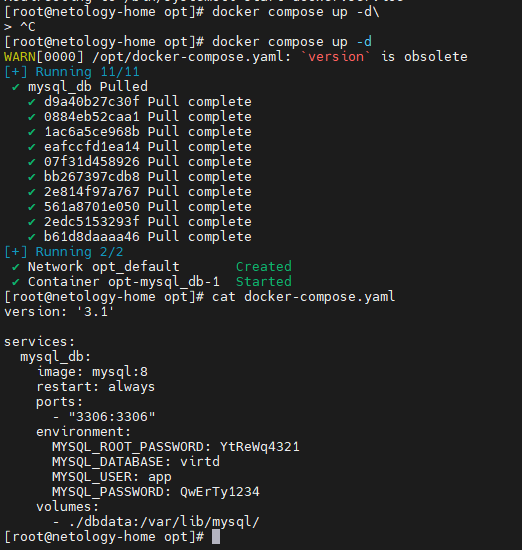 [root@netology-home opt]# docker compose up -d\
> ^C
[root@netology-home opt]# docker compose up -d
WARN[0000] /opt/docker-compose.yaml: `version` is obsolete
[+] Running 11/11
✔ mysql_db Pulled
✔ d9a40b27c30f Pull complete
✔ 0884eb52caa1 Pull complete
✔ 1ac6a5ce968b Pull complete
✔ eafccfd1ea14 Pull complete
✔ 07f31d458926 Pull complete
✔ bb267397cdb8 Pull complete
✔ 2e814f97a767 Pull complete
✔ 561a8701e050 Pull complete
✔ 2edc5153293f Pull complete
✔ b61d8daaaa46 Pull complete
[+] Running 2/2
✔ Network opt_default Created
✔ Container opt-mysql_db-1 Started
[root@netology-home opt]# cat docker-compose.yaml
version: '3.1'
services:
mysql_db:
image: mysql:8
restart: always
ports:
- "3306:3306"
environment:
MYSQL_ROOT_PASSWORD: YtReWq4321
MYSQL_DATABASE: virtd
MYSQL_USER: app
MYSQL_PASSWORD: QwErTy1234
volumes:
- ./dbdata:/var/lib/mysql/
[root@netology-home opt]#